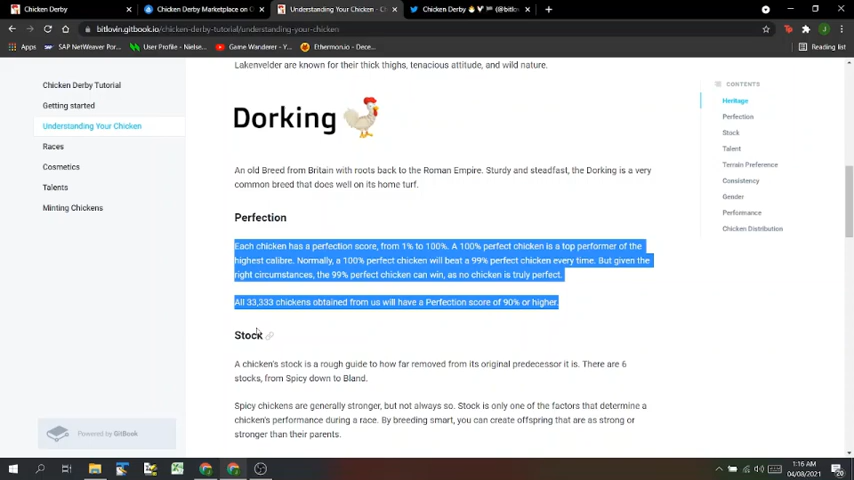 Chicken Derby
Chicken Derby Marketplace on O
Understanding Your Chicken - C
Chicken Derby
bitlovin.gitbook.io/chicken-derby-tutorial/understanding-your-chicken
Apps
SAP NetWeaver Por...
User Profile - Nielse...
Game Wanderer - Y...
Ethermon.io - Dece...
Reading list
Chicken Derby Tutorial
Getting started
Understanding Your Chicken
Races
Cosmetics
Talents
Minting Chickens
Powered by GitBook
Lakenvelder are known for their thick thighs, tenacious attitude, and wild nature.
Dorking
An old Breed from Britain with roots back to the Roman Empire. Sturdy and steadfast, the Dorking is a very
common breed that does well on its home turf.
Perfection
Each chicken has a perfection score, from 1% to 100%. A 100% perfect chicken is a top performer of the
highest calibre. Normally, a 100% perfect chicken will beat a 99% perfect chicken every time. But given the
right circumstances, the 99% perfect chicken can win, as no chicken is truly perfect.
All 33,333 chickens obtained from us will have a Perfection score of 90% or higher.
Stock
A chicken's stock is a rough guide to how far removed from its original predecessor it is. There are 6
stocks, from Spicy down to Bland.
Spicy chickens are generally stronger, but not always so. Stock is only one of the factors that determine a
chicken's performance during a race. By breeding smart, you can create offspring that are as strong or
stronger than their parents.
CONTENTS
Heritage
Perfection
Stock
Talent
Terrain Preference
Consistency
Gender
Performance
Chicken Distribution
1:16 AM
04/08/2021